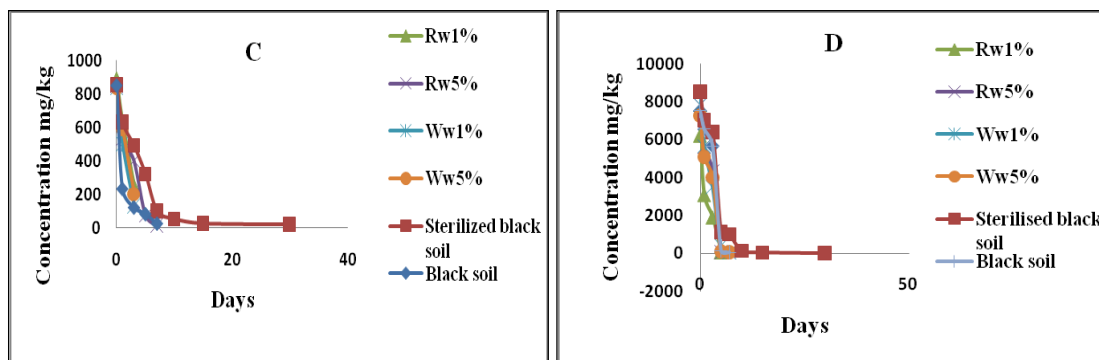 C
Concentration mg/kg
1000
800
600
400
200
0
0
20
40
Days
Rw1%
Rw5%
Ww1%
Ww5%
Sterilized black
soil
Black soil
D
Concentration mg/kg
10000
8000
6000
4000
2000
0
-2000
0
50
Days
Rw1%
Rw5%
Ww1%
Ww5%
Sterilised black
soil
Black soil